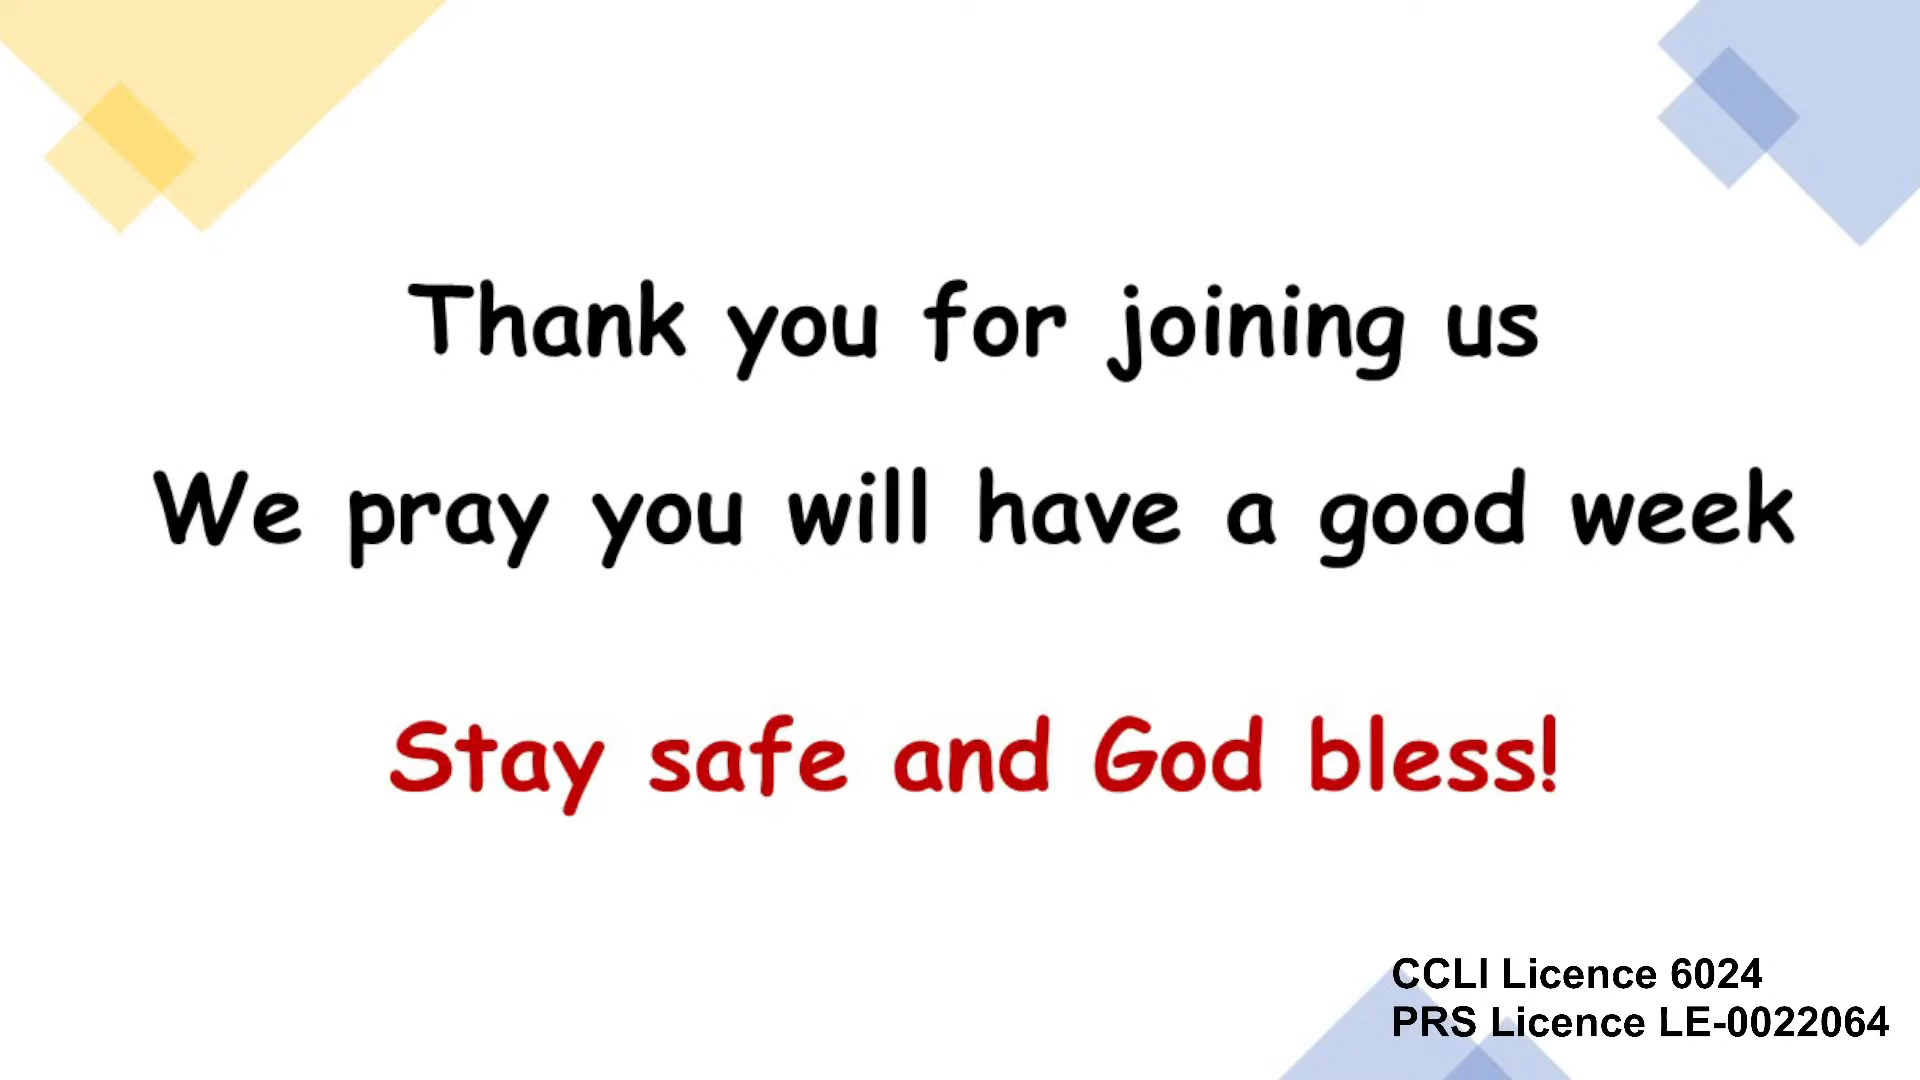 Thank you for joining us
We pray you will have a good week
Stay safe and God bless!
CCLI Licence 6024
PRS Licence LE-0022064